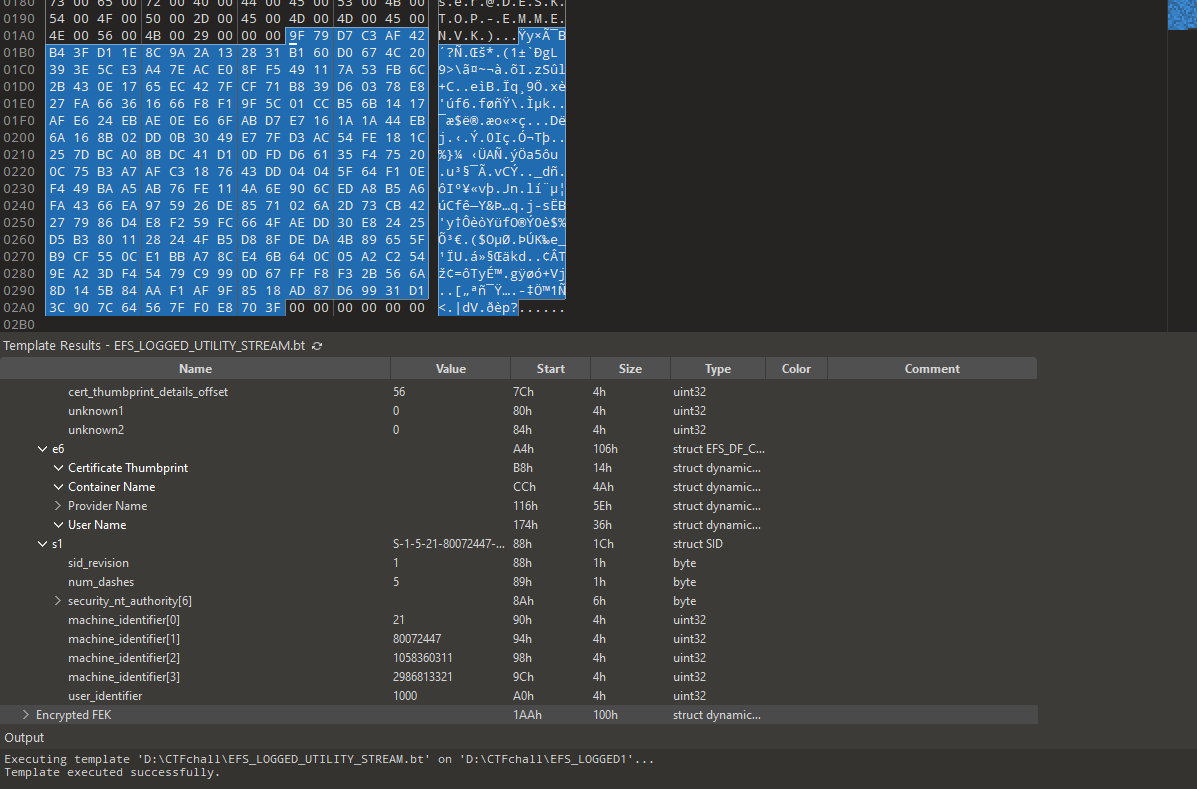 0180 73 00 65 00 72 00 40 00 44 00 45 00 53 00 4B 00 s.e.r.@.D.E.S.K.
0190 54 00 4F 00 50 00 2D 00 45 00 4D 00 4D 00 45 00 T.O.P.-.E.M.M.E.
01A0 4E 00 56 00 4B 00 29 00 00 00 9F 79 D7 C3 AF 42 N.V.K.)...Ÿy×Ã¯B
01B0 B4 3F D1 1E 8C 9A 2A 13 28 31 B1 60 D0 67 4C 20 ´?Ñ.Œš*.(1±`ÐgL
01C0 39 3E 5C E3 A4 7E AC E0 8F F5 49 11 7A 53 FB 6C 9>\ã¤~¬à.õI.zSûl
01D0 2B 43 0E 17 65 EC 42 7F CF 71 B8 39 D6 03 78 E8 +C..eìB.Ïq¸9Ö.xè
01E0 27 FA 66 36 16 66 F8 F1 9F 5C 01 CC B5 6B 14 17 'úf6.føñŸ\.Ìµk..
01F0 AF E6 24 EB AE 0E E6 6F AB D7 E7 16 1A 1A 44 EB ¯æ$ë®.æo«×ç...Dë
0200 6A 16 8B 02 DD 0B 30 49 E7 7F D3 AC 54 FE 18 1C j.‹.Ý.0Iç.Ó¬Tþ..
0210 25 7D BC A0 8B DC 41 D1 0D FD D6 61 35 F4 75 20 %}¼ ‹ÜAÑ.ýÖa5ôu
0220 0C 75 B3 A7 AF C3 18 76 43 DD 04 04 5F 64 F1 0E .u³§¯Ã.vCÝ.._dñ.
0230 F4 49 BA A5 AB 76 FE 11 4A 6E 90 6C ED A8 B5 A6 ôIº¥«vþ.Jn.lí¨µ¦
0240 FA 43 66 EA 97 59 26 DE 85 71 02 6A 2D 73 CB 42 úCfê—Y&Þ…q.j-sËB
0250 27 79 86 D4 E8 F2 59 FC 66 4F AE DD 30 E8 24 25 'y†ÔèòYüfO®Ý0è$%
0260 D5 B3 80 11 28 24 4F B5 D8 8F DE DA 4B 89 65 5F Õ³€.($OµØ.ÞÚK‰e_
0270 B9 CF 55 0C E1 BB A7 8C E4 6B 64 0C 05 A2 C2 54 ¹ÏU.á»§Œäkd..¢ÂT
0280 9E A2 3D F4 54 79 C9 99 0D 67 FF F8 F3 2B 56 6A ž¢=ôTyÉ™.gÿøó+Vj
0290 8D 14 5B 84 AA F1 AF 9F 85 18 AD 87 D6 99 31 D1 ..[„ªñ¯Ÿ….-‡Ö™1Ñ
02A0 3C 90 7C 64 56 7F F0 E8 70 3F 00 00 00 00 00 00 <.|dV.ðèp?......
02B0
Template Results - EFS_LOGGED_UTILITY_STREAM.bt
Name Value Start Size Type Color Comment
cert_thumbprint_details_offset 56 7Ch 4h uint32
unknown1 0 80h 4h uint32
unknown2 0 84h 4h uint32
e6 A4h 106h struct EFS_DF_C...
Certificate Thumbprint B8h 14h struct dynamic...
Container Name CCh 4Ah struct dynamic...
Provider Name 116h 5Eh struct dynamic...
User Name 174h 36h struct dynamic...
s1 S-1-5-21-80072447-... 88h 1Ch struct SID
sid_revision 1 88h 1h byte
num_dashes 5 89h 1h byte
security_nt_authority[6] 8Ah 6h byte
machine_identifier[0] 21 90h 4h uint32
machine_identifier[1] 80072447 94h 4h uint32
machine_identifier[2] 1058360311 98h 4h uint32
machine_identifier[3] 2986813321 9Ch 4h uint32
user_identifier 1000 A0h 4h uint32
Encrypted FEK 1AAh 100h struct dynamic...
Output
Executing template 'D:\CTFchall\EFS_LOGGED_UTILITY_STREAM.bt' on 'D:\CTFchall\EFS_LOGGED1'...
Template executed successfully.